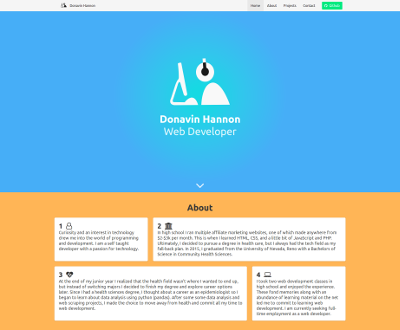 Donavin Hannon
Home About Projects Contact
Donavin Hannon
Web Developer
About
1
Curiosity and an interest in technology
drew me into the world of programming
and development. I am a self taught
developer with a passion for technology.
2
In high school I ran multiple affiliate marketing websites, one of which made anywhere from
per month. This is when I learned HTML, CSS, and a little bit of JavaScript and PHP.
Ultimately, I decided to pursue a degree in health care, but I always had the tech field as my
fall-back plan. In 2017, I graduated from the University of Nevada, Reno with a Bachelors of
Science in Community Health Sciences.
3
At the end of my junior year I realized that the health field wasn't where I wanted to end up,
but instead of switching majors I decided to finish my degree and explore career options
later. Since I had a health sciences degree, I thought about a career as an epidemiologist so I
began to learn about data analysis using python (pandas). After some some data analysis and
web scraping projects, I made the choice to move away from health and commit all my time to
web development.
4
I took two web development classes in
high school and enjoyed the experience.
Those fond memories along with an
abundance of learning material on the net
led me to commit to learning web
development. I am currently seeking full
time employment as a web developer.